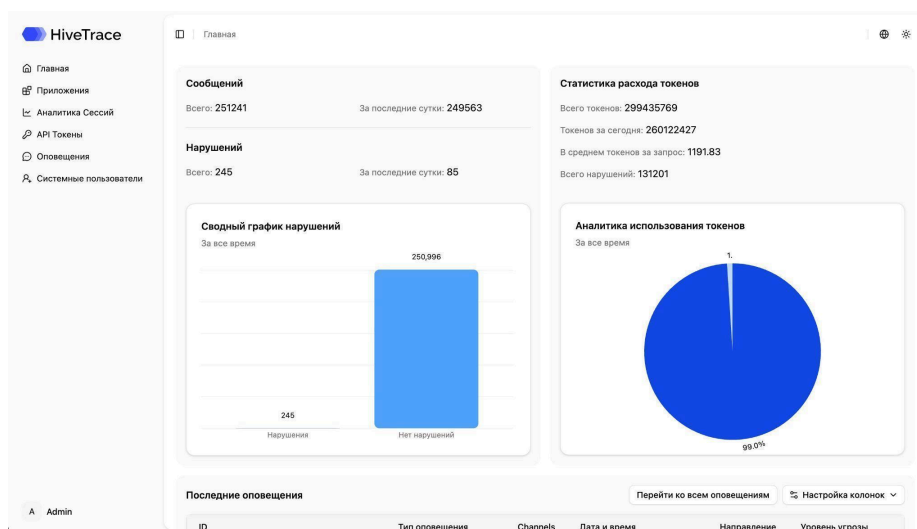 HiveTrace
Главная
Главная
Приложения
Аналитика Сессий
API Токены
Оповещения
Системные пользователи
Сообщений
Всего: 251241 За последние сутки: 249563
Нарушений
Всего: 245 За последние сутки: 85
Статистика расхода токенов
Всего токенов: 299435769
Токенов за сегодня: 260122427
В среднем токенов за запрос: 1191.83
Всего нарушений: 131201
Сводный график нарушений
За все время
250,996
245
Нарушения Нет нарушений
Аналитика использования токенов
За все время
1.
99.0%
Последние оповещения
Перейти ко всем оповещениям Настройка колонок
ID Тип оповещения Channels Дата и время Направление Уровень угрозы
A Admin